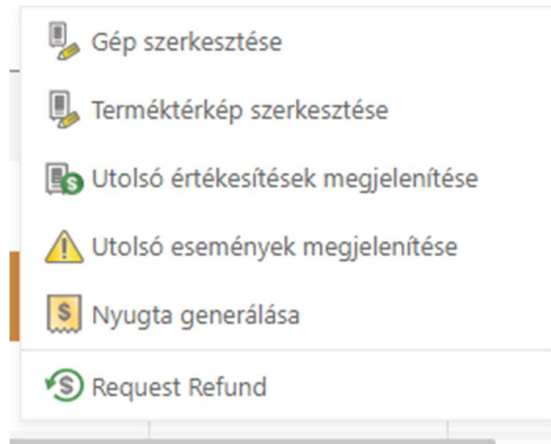 Gép szerkesztése
Terméktérkép szerkesztése
Utolsó értékesítések megjelenítése
Utolsó események megjelenítése
Nyugta generálása
Request Refund